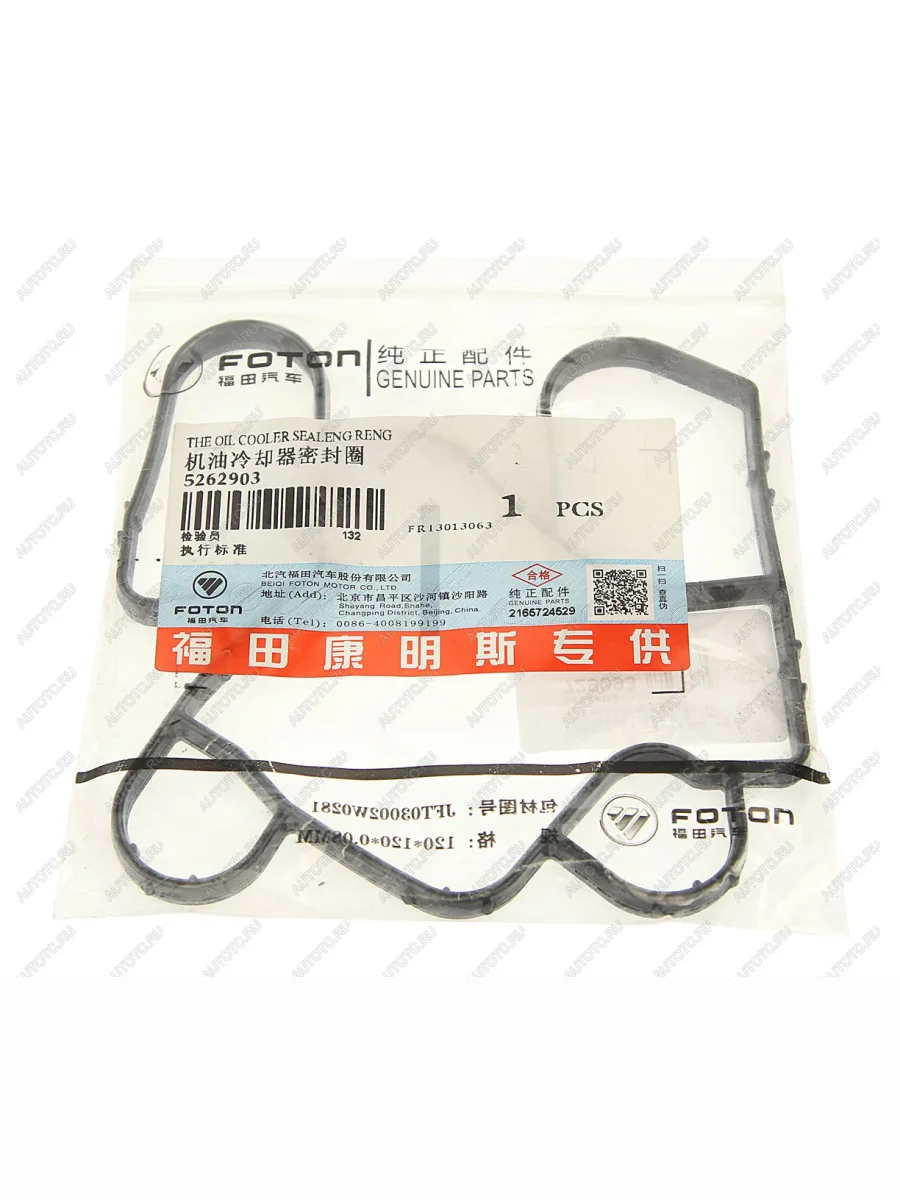 FOTON
福田汽车
纯正配件
GENUINE PARTS
THE OIL COOLER SEALENG RENG
机油冷却器密封圈
5262903
检验员
132
执行标准
FR13013063
1 PCS
FOTON
福田汽车
北汽福田汽车股份有限公司
BEIQI FOTON MOTOR CO.,LTD.
地址(Add): 北京市昌平区沙河镇沙阳路
Shayang Road,Shahe,
Changping District,Beijing,China.
电话(Tel): 0086-4008199199
合格
纯正配件
GENUINE PARTS
2165724529
扫一扫 查真伪
福田康明斯专供
包材图号: JFT03002W0281
规 格: 120*120*0.08MM
FOTON
福田汽车
AUTOTC.RU